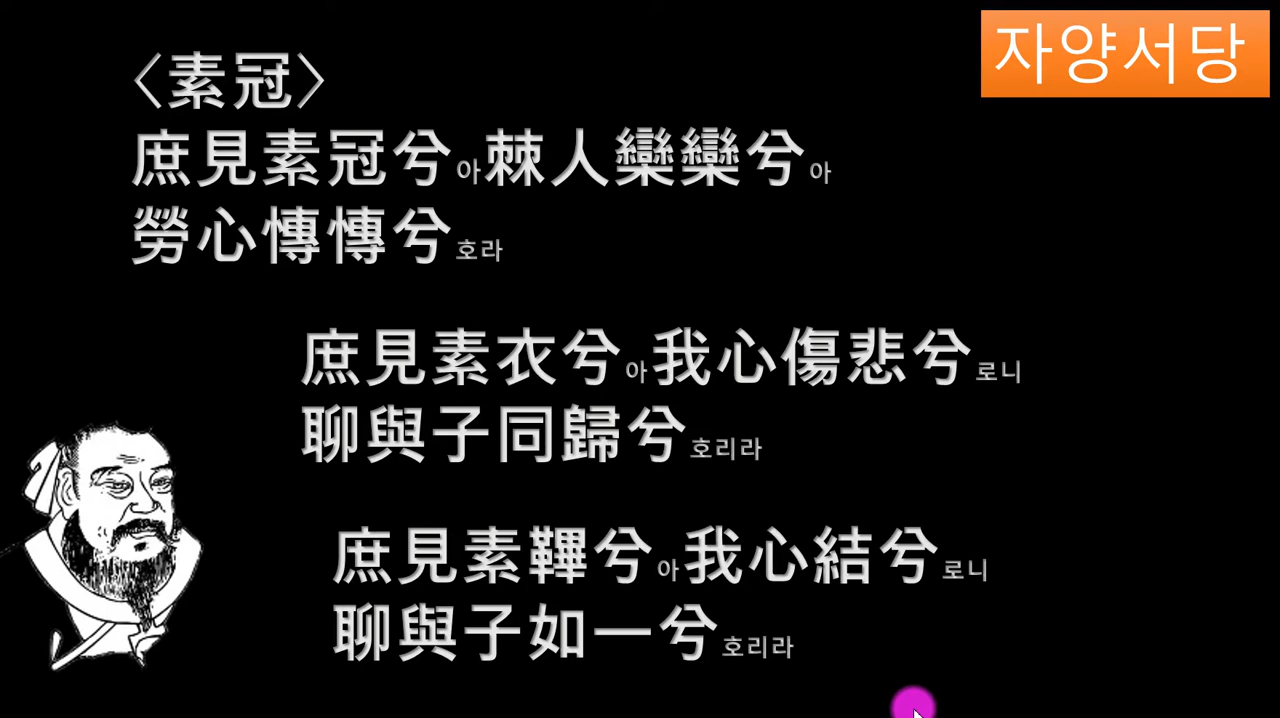 자양서당
〈素冠〉
庶見素冠兮아棘人欒欒兮아
勞心慱慱兮호라
庶見素衣兮아我心傷悲兮로니
聊與子同歸兮호리라
庶見素韠兮아我心結兮로니
聊與子如一兮호리라